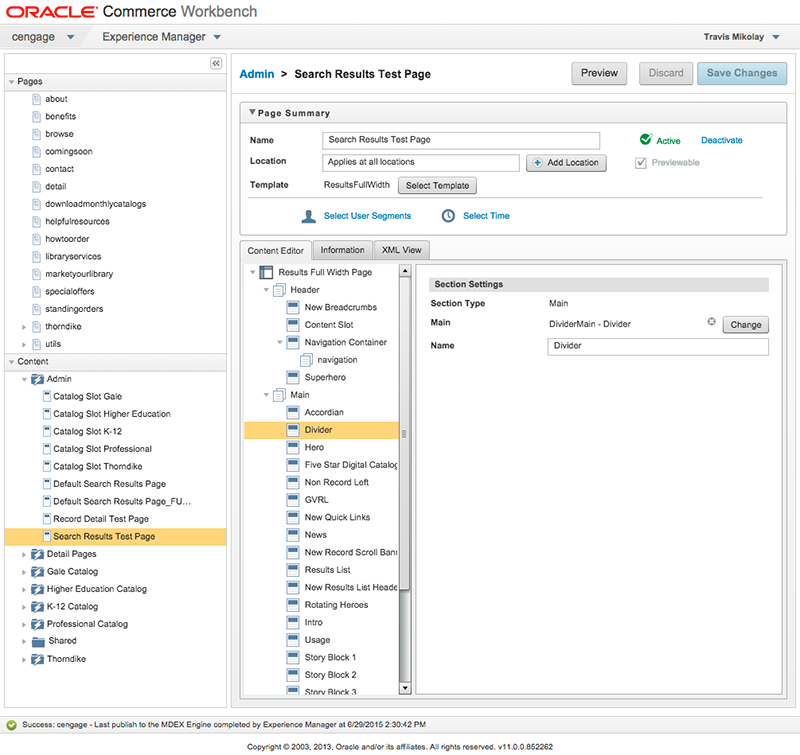 ORACLE® Commerce Workbench
cengage Experience Manager Travis Mikolay
Pages
about
benefits
browse
comingsoon
contact
detail
downloadmonthlycatalogs
helpfulresources
howtoorder
libraryservices
marketyourlibrary
specialoffers
standingorders
thorndike
utils
Content
Admin
Catalog Slot Gale
Catalog Slot Higher Education
Catalog Slot K-12
Catalog Slot Professional
Catalog Slot Thorndike
Default Search Results Page
Default Search Results Page_FU...
Record Detail Test Page
Search Results Test Page
Detail Pages
Gale Catalog
Higher Education Catalog
K-12 Catalog
Professional Catalog
Shared
Thorndike
Admin > Search Results Test Page Preview Discard Save Changes
Page Summary
Name Search Results Test Page Active Deactivate
Location Applies at all locations Add Location Previewable
Template ResultsFullWidth Select Template
Select User Segments Select Time
Content Editor Information XML View
Results Full Width Page
Header
New Breadcrumbs
Content Slot
Navigation Container
navigation
Superhero
Main
Accordian
Divider
Hero
Five Star Digital Catalog
Non Record Left
GVRL
New Quick Links
News
New Record Scroll Bann
Results List
New Results List Heade
Rotating Heroes
Intro
Usage
Story Block 1
Story Block 2
Story Block 3
Section Settings
Section Type Main
Main DividerMain - Divider Change
Name Divider
Success: cengage - Last publish to the MDEX Engine completed by Experience Manager at 6/29/2015 2:30:42 PM
Copyright © 2003, 2013, Oracle and/or its affiliates. All rights reserved. v11.0.0.852262